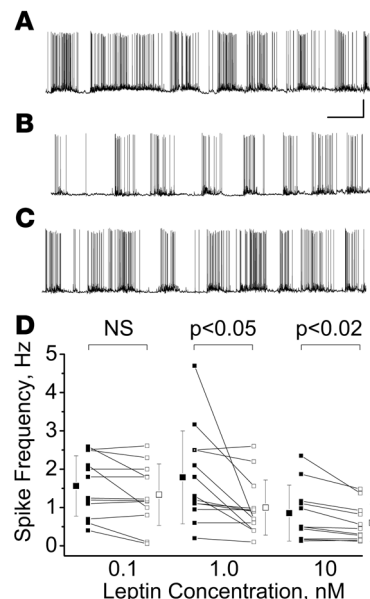 A
B
C
D
NS p<0.05 p<0.02
5
4
3
2
1
0
Spike Frequency, Hz
0.1 1.0 10
Leptin Concentration, nM